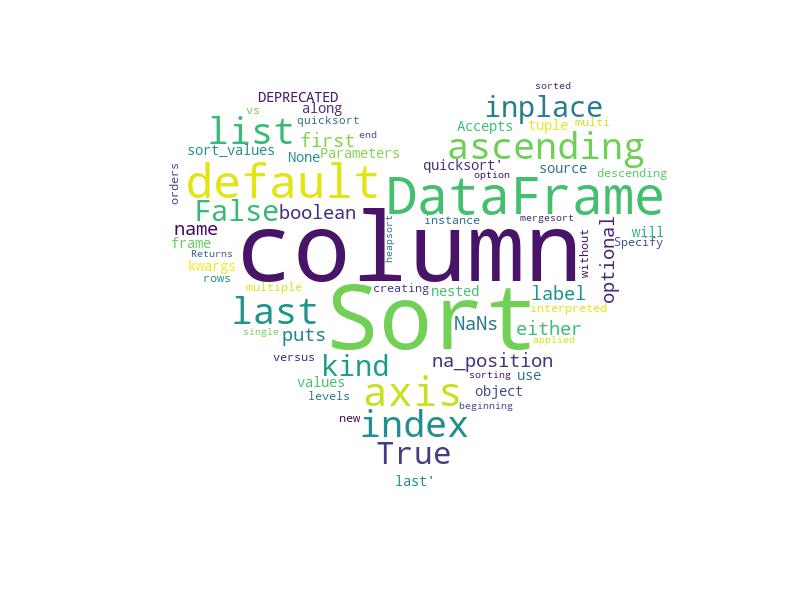 sorted
DEPRECATED
along
inplace
vs
quicksort
end
list
first
Accepts
tuple
multi
sort_values
None
Parameters
ascending
orders
default
quicksort'
option
source
descending
DataFrame
False
boolean
name
frame
Returns
kwargs
rows
column
heapsort
instance
mergesort
without
optional
will
Specify
multiple
creating
nested
label
last
Sort
NaNs
interpreted
single
puts
either
applied
versus
kind
na_position
values
axis
sorting
use
levels
object
beginning
new
index
True
last'